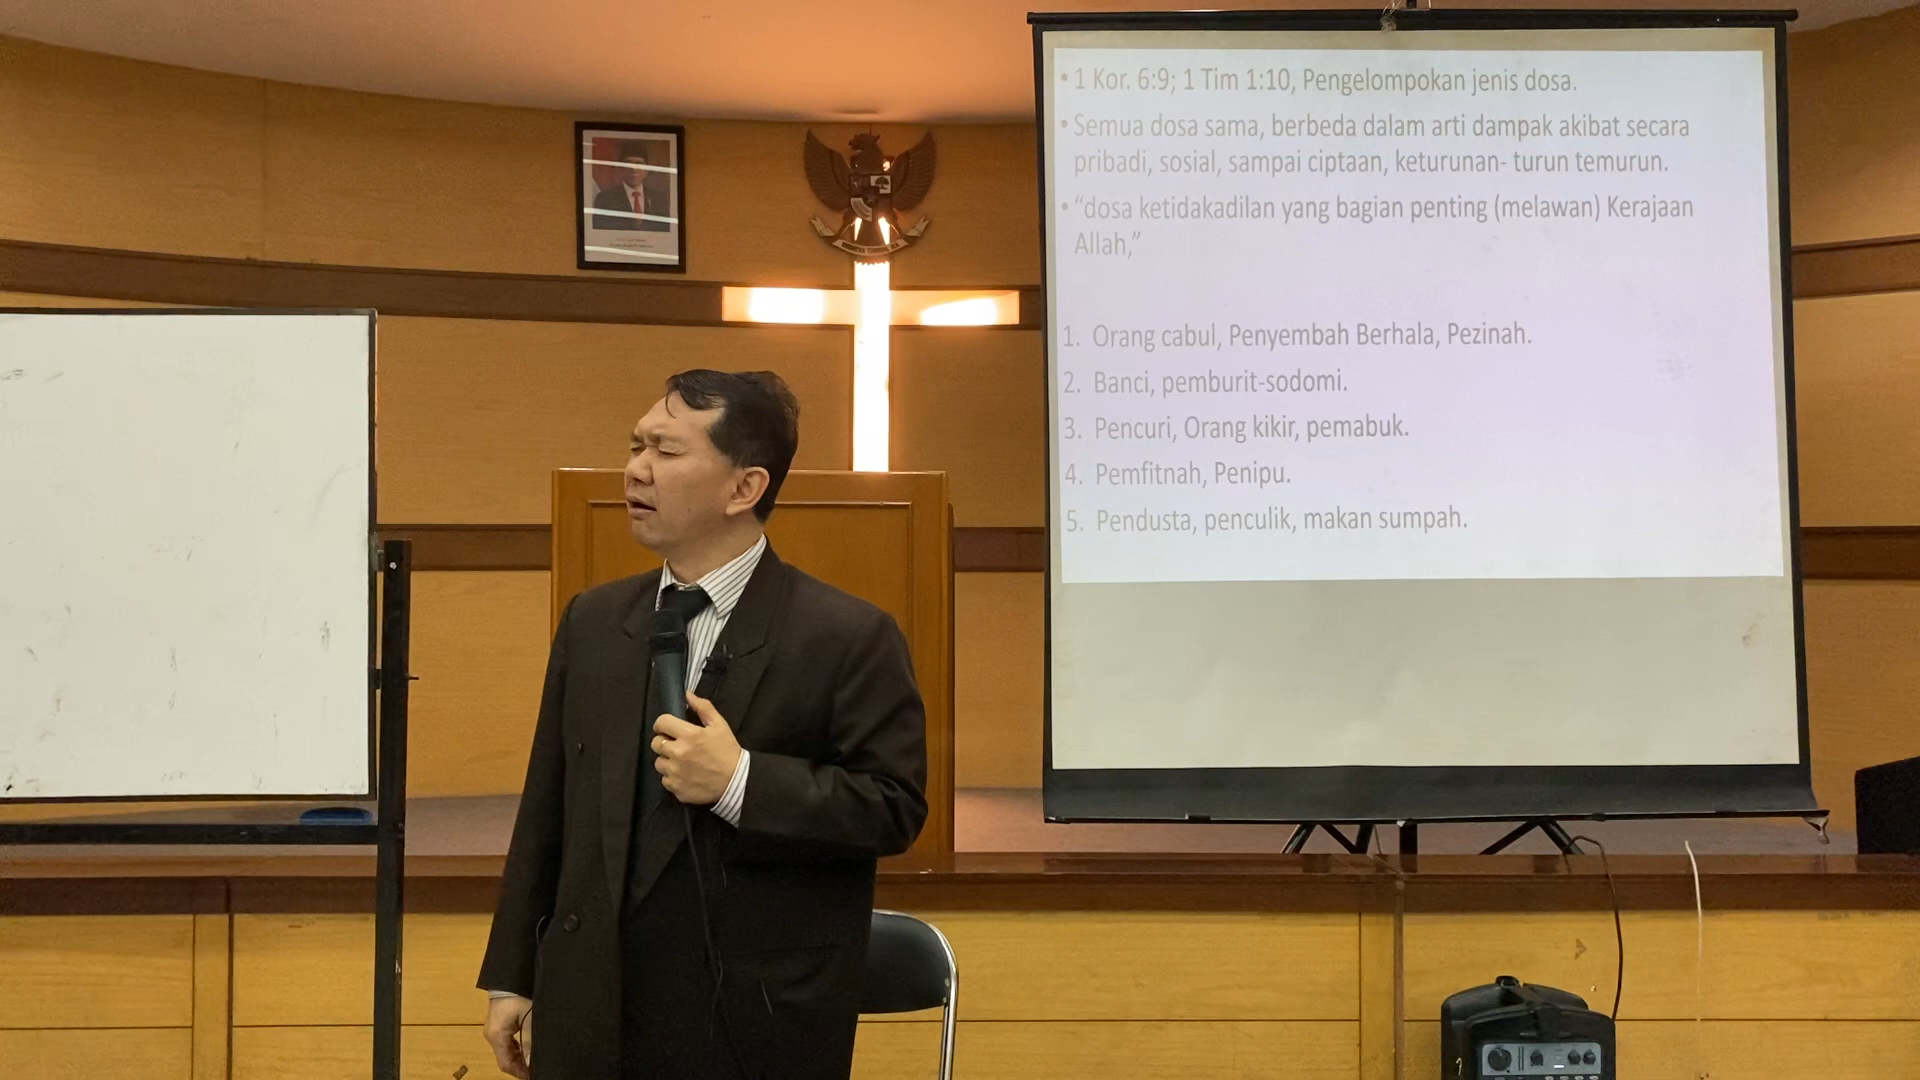 • 1 Kor. 6:9; 1 Tim 1:10, Pengelompokan jenis dosa.
• Semua dosa sama, berbeda dalam arti dampak akibat secara
pribadi, sosial, sampai ciptaan, keturunan- turun temurun.
• “dosa ketidakadilan yang bagian penting (melawan) Kerajaan
Allah,”
1. Orang cabul, Penyembah Berhala, Pezinah.
2. Banci, pemburit-sodomi.
3. Pencuri, Orang kikir, pemabuk.
4. Pemfitnah, Penipu.
5. Pendusta, penculik, makan sumpah.